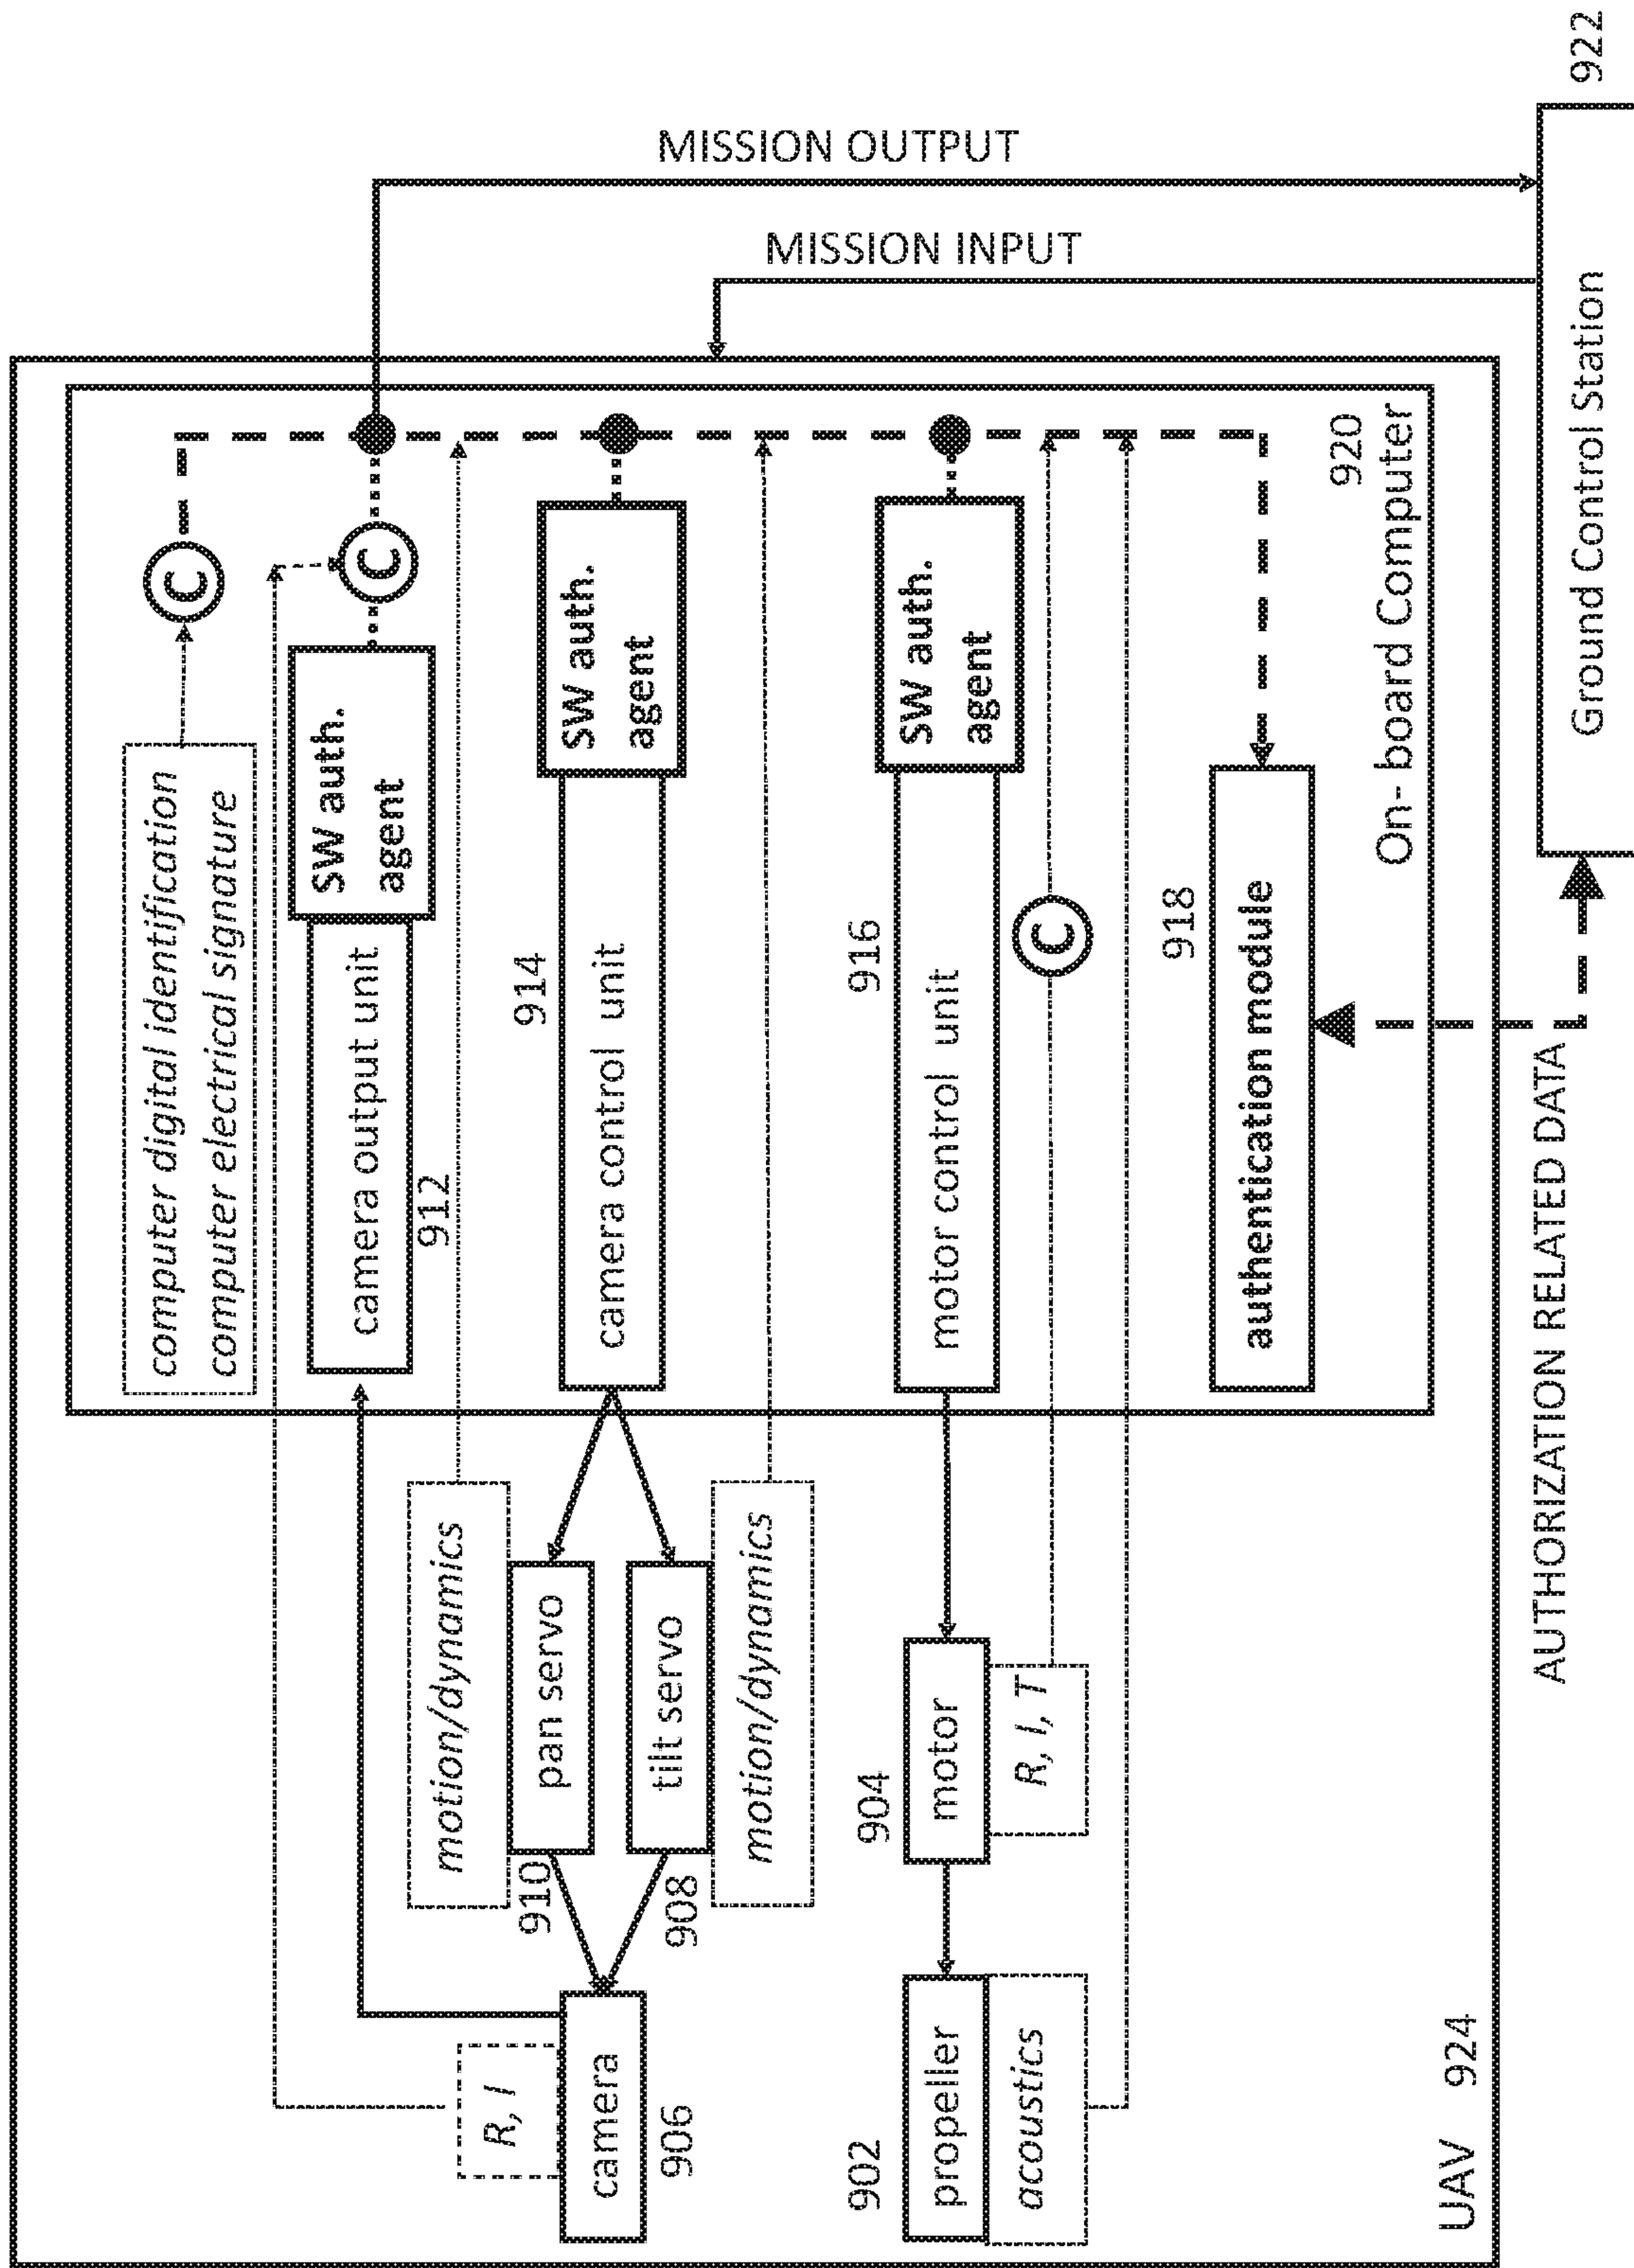 computer digital identification
computer electrical signature
C
R, I
camera
906
motion/dynamics
pan servo
910
tilt servo
908
motion/dynamics
camera output unit
912
SW auth.
agent
C
camera control unit
914
SW auth.
agent
propeller
902
acoustics
motor
904
R, I, T
motor control unit
916
SW auth.
agent
C
authentication module
918
920
On- board Computer
UAV 924
MISSION OUTPUT
MISSION INPUT
AUTHORIZATION RELATED DATA
Ground Control Station
922